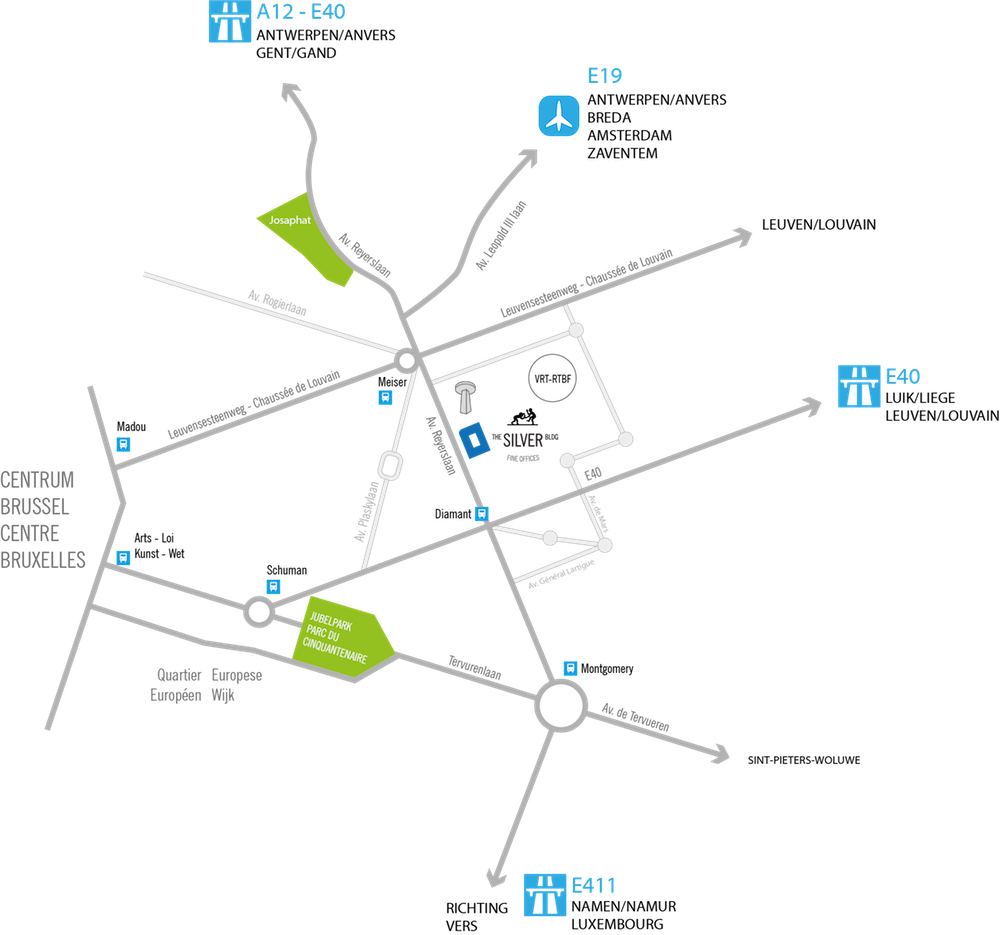 A12 - E40
ANTWERPEN/ANVERS
GENT/GAND
E19
ANTWERPEN/ANVERS
BREDA
AMSTERDAM
ZAVENTEM
Josaphat
Av. Reyerslaan
Av. Leopold III laan
LEUVEN/LOUVAIN
Leuvensesteenweg - Chaussée de Louvain
Av. Rogierlaan
Meiser
VRT-RTBF
E40
LUIK/LIEGE
LEUVEN/LOUVAIN
Leuvensesteenweg - Chaussée de Louvain
Madou
Av. Reyerslaan
THE SILVER BLDG
FINE OFFICES
CENTRUM
BRUSSEL
CENTRE
BRUXELLES
E40
Av. Plaskylaan
Diamant
Av. de Mars
Arts - Loi
Kunst - Wet
Schuman
Av. Général Lartigue
JUBELPARK
PARC DU
CINQUANTENAIRE
Quartier Europese
Européen Wijk
Tervurenlaan
Montgomery
Av. de Tervueren
SINT-PIETERS-WOLUWE
RICHTING
VERS
E411
NAMEN/NAMUR
LUXEMBOURG